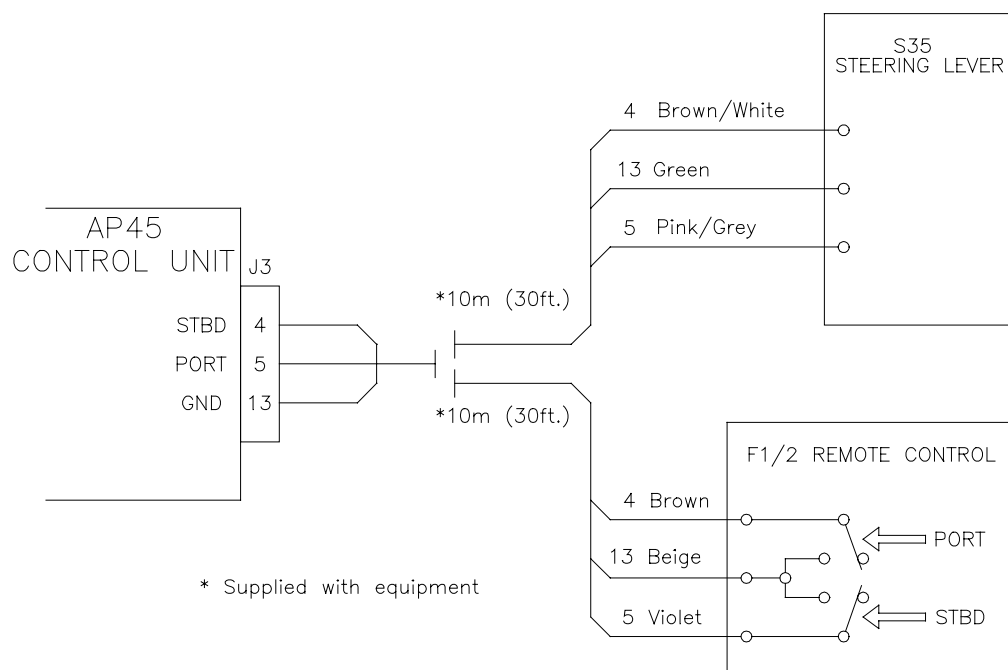 S35
STEERING LEVER
4 Brown/White
13 Green
5 Pink/Grey
AP45
CONTROL UNIT
J3
STBD 4
PORT 5
GND 13
*10m (30ft.)
*10m (30ft.)
F1/2 REMOTE CONTROL
4 Brown
PORT
13 Beige
* Supplied with equipment
5 Violet
STBD